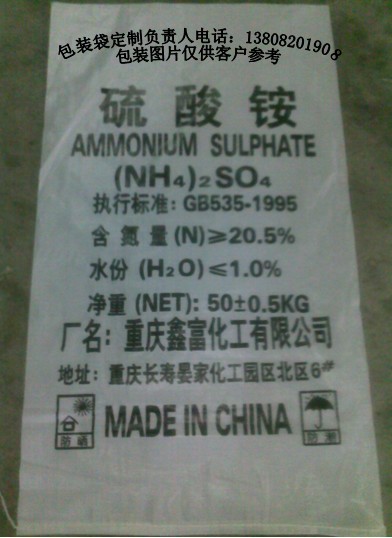 包装袋定制负责人电话：13808201908
包装图片仅供客户参考
硫酸铵
AMMONIUM SULPHATE
(NH₄)₂SO₄
执行标准：GB535-1995
含氮量(N)≥20.5%
水份(H₂O)≤1.0%
净重(NET)：50±0.5KG
厂名：重庆鑫富化工有限公司
地址：重庆长寿晏家化工园区北区6#
MADE IN CHINA
防晒
防潮